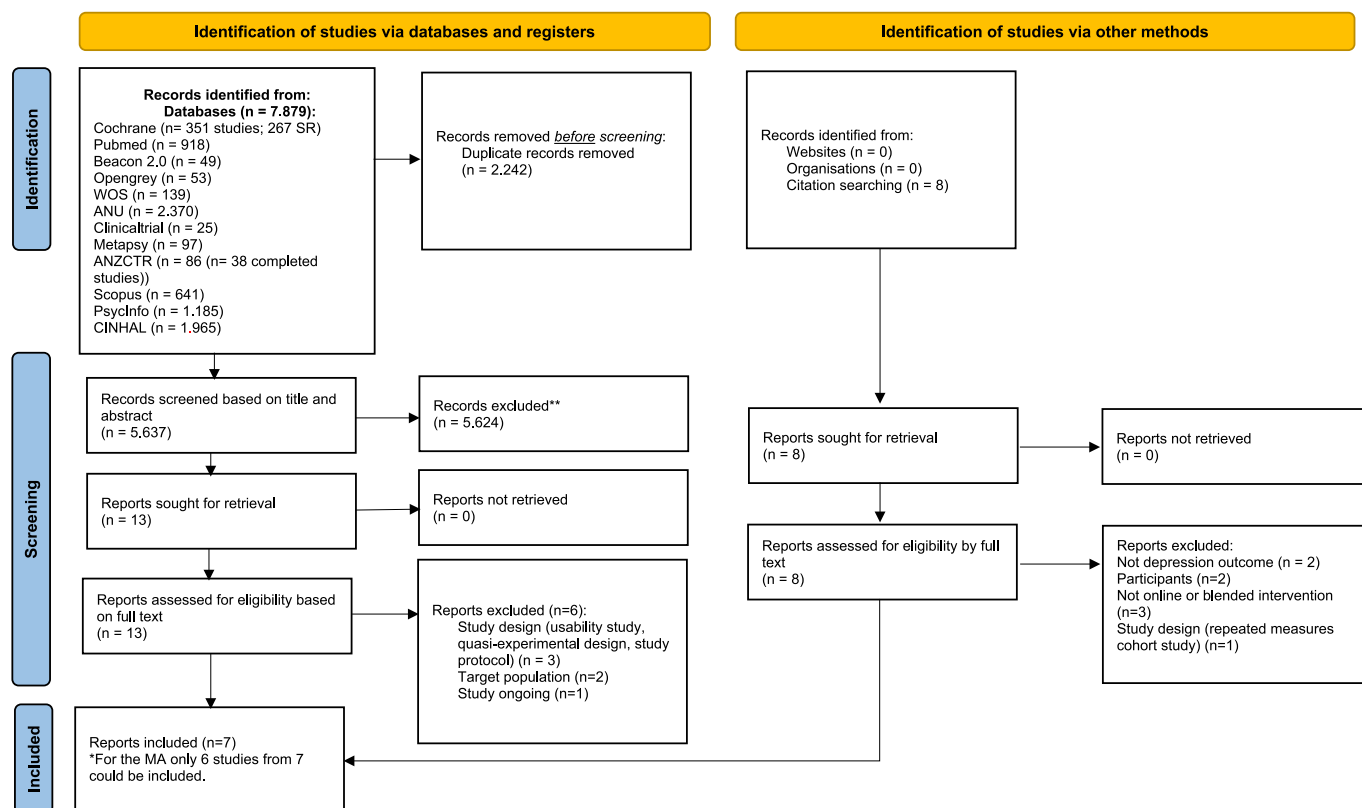 Identification of studies via databases and registers
Identification of studies via other methods
Identification
Records identified from:
Databases (n = 7.879):
Cochrane (n= 351 studies; 267 SR)
Pubmed (n = 918)
Beacon 2.0 (n = 49)
Opengrey (n = 53)
WOS (n = 139)
ANU (n = 2.370)
Clinicaltrial (n = 25)
Metapsy (n = 97)
ANZCTR (n = 86 (n= 38 completed
studies))
Scopus (n = 641)
PsycInfo (n = 1.185)
CINHAL (n = 1.965)
Records removed before screening:
Duplicate records removed
(n = 2.242)
Records identified from:
Websites (n = 0)
Organisations (n = 0)
Citation searching (n = 8)
Screening
Records screened based on title and
abstract
(n = 5.637)
Records excluded**
(n = 5.624)
Reports sought for retrieval
(n = 13)
Reports not retrieved
(n = 0)
Reports sought for retrieval
(n = 8)
Reports not retrieved
(n = 0)
Reports assessed for eligibility based
on full text
(n = 13)
Reports excluded (n=6):
Study design (usability study,
quasi-experimental design, study
protocol) (n = 3)
Target population (n=2)
Study ongoing (n=1)
Reports assessed for eligibility by full
text
(n = 8)
Reports excluded:
Not depression outcome (n = 2)
Participants (n=2)
Not online or blended intervention
(n=3)
Study design (repeated measures
cohort study) (n=1)
Included
Reports included (n=7)
*For the MA only 6 studies from 7
could be included.